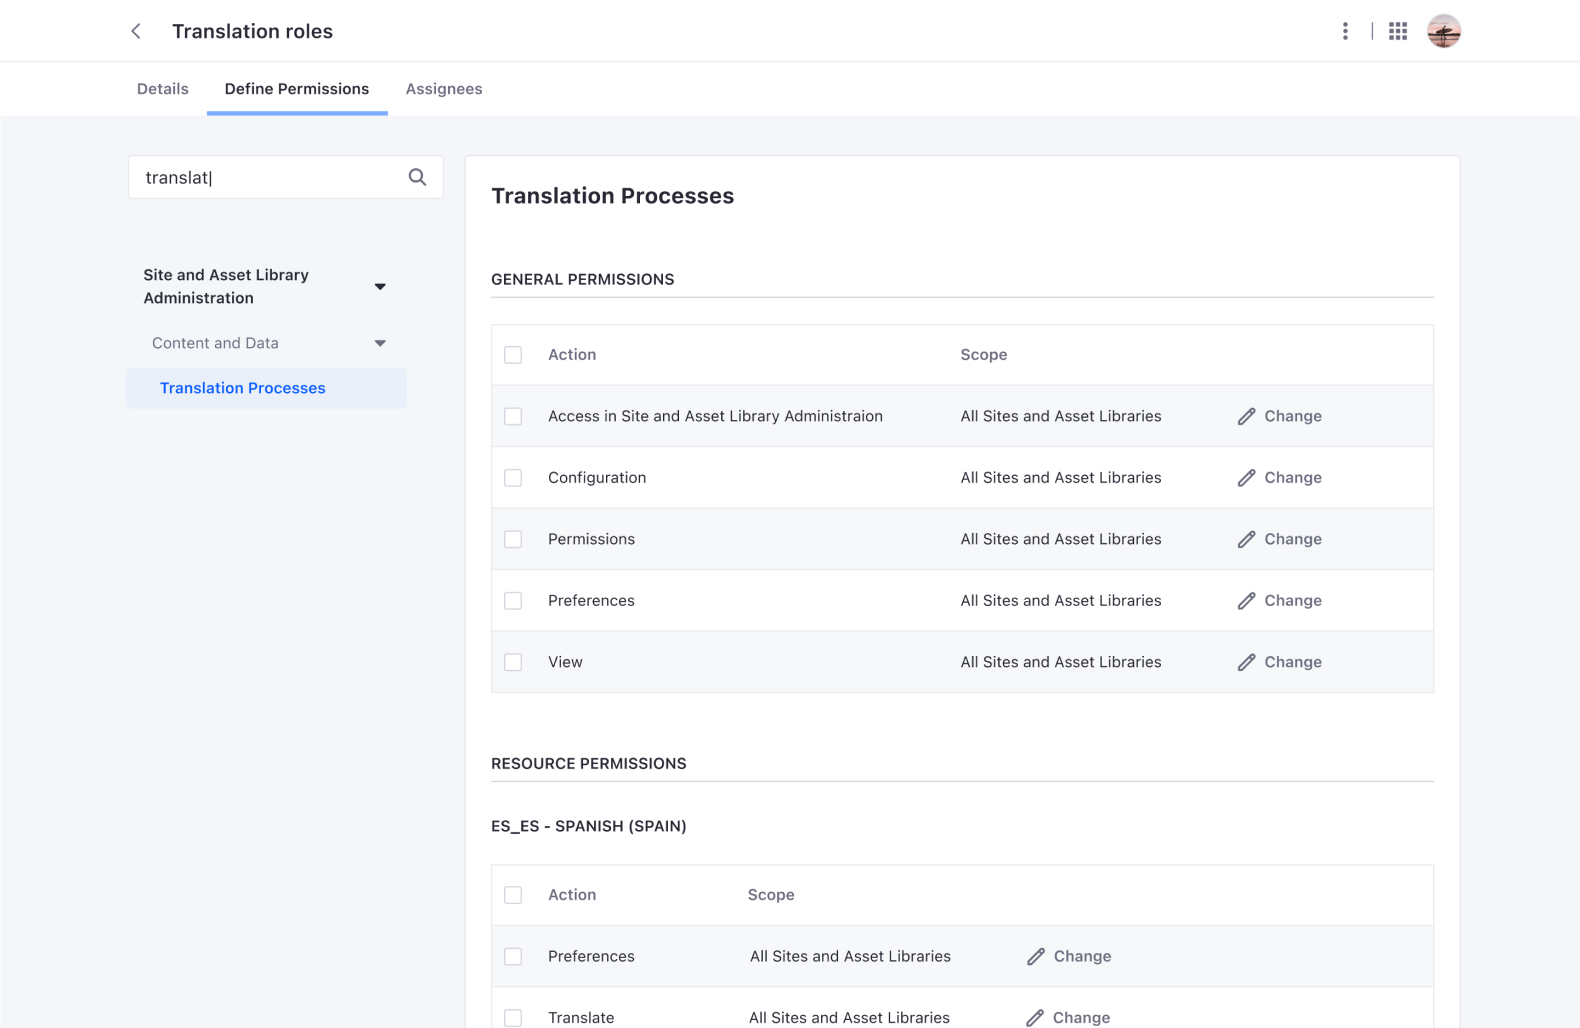 Translation roles
Details Define Permissions Assignees
translat
Site and Asset Library
Administration
Content and Data
Translation Processes
Translation Processes
GENERAL PERMISSIONS
Action Scope
Access in Site and Asset Library Administraion All Sites and Asset Libraries Change
Configuration All Sites and Asset Libraries Change
Permissions All Sites and Asset Libraries Change
Preferences All Sites and Asset Libraries Change
View All Sites and Asset Libraries Change
RESOURCE PERMISSIONS
ES_ES - SPANISH (SPAIN)
Action Scope
Preferences All Sites and Asset Libraries Change
Translate All Sites and Asset Libraries Change